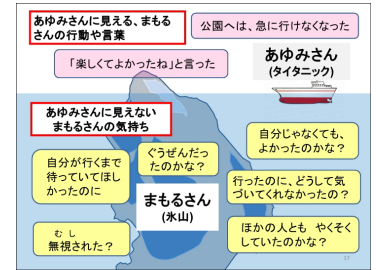 あゆみさんに見える、まもる
さんの行動や言葉
公園へは、急に行けなくなった
「楽しくてよかったね」と言った
あゆみさん
(タイタニック)
あゆみさんに見えない
まもるさんの気持ち
自分じゃなくても、
よかったのかな？
ぐうぜんだっ
たのかな？
自分が行くまで
待っていてほし
かったのに
行ったのに、どうして気
づいてくれなかったの？
まもるさん
(氷山)
むし
無視された？
ほかの人とも やくそく
していたのかな？
17